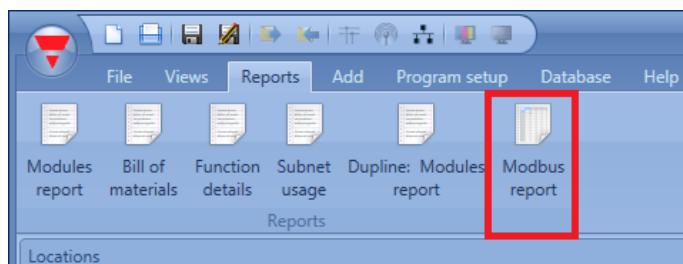 File Views Reports Add Program setup Database Help
Modules report
Bill of materials
Function details
Subnet usage
Dupline: Modules report
Modbus report
Reports
Locations